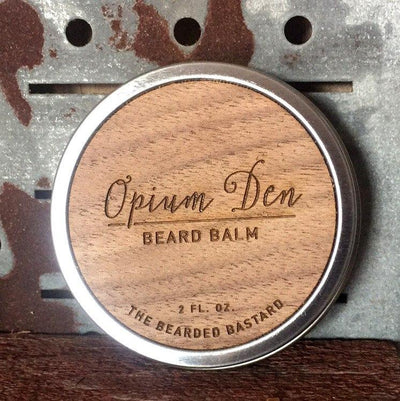 Opium Den
BEARD BALM
2 FL. OZ.
THE BEARDED BASTARD